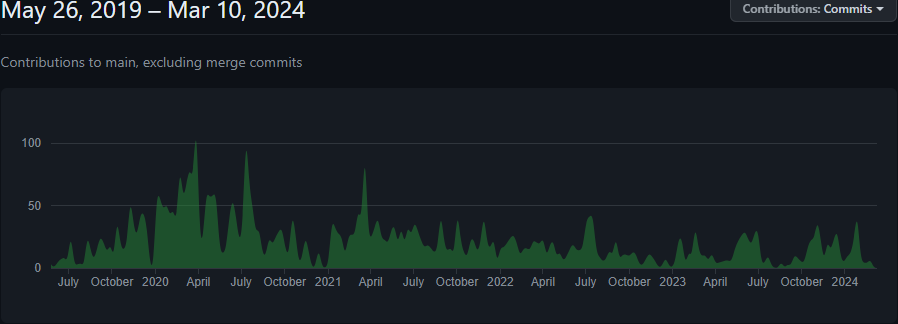 May 26, 2019 – Mar 10, 2024
Contributions: Commits
Contributions to main, excluding merge commits
100
50
0
July October 2020 April July October 2021 April July October 2022 April July October 2023 April July October 2024